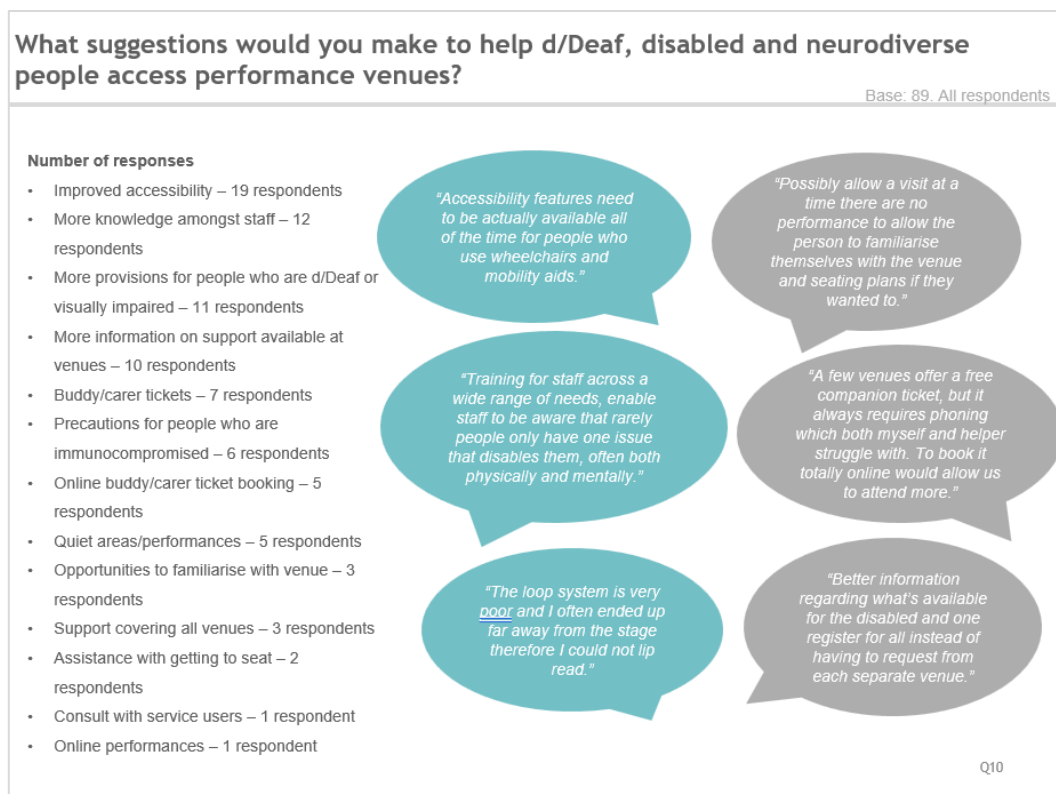 What suggestions would you make to help d/Deaf, disabled and neurodiverse
people access performance venues?
Base: 89. All respondents
Number of responses
• Improved accessibility – 19 respondents
• More knowledge amongst staff – 12
respondents
• More provisions for people who are d/Deaf or
visually impaired – 11 respondents
• More information on support available at
venues – 10 respondents
• Buddy/carer tickets – 7 respondents
• Precautions for people who are
immunocompromised – 6 respondents
• Online buddy/carer ticket booking – 5
respondents
• Quiet areas/performances – 5 respondents
• Opportunities to familiarise with venue – 3
respondents
• Support covering all venues – 3 respondents
• Assistance with getting to seat – 2
respondents
• Consult with service users – 1 respondent
• Online performances – 1 respondent
“Accessibility features need
to be actually available all
of the time for people who
use wheelchairs and
mobility aids.”
“Possibly allow a visit at a
time there are no
performance to allow the
person to familiarise
themselves with the venue
and seating plans if they
wanted to.”
“Training for staff across a
wide range of needs, enable
staff to be aware that rarely
people only have one issue
that disables them, often both
physically and mentally.”
“A few venues offer a free
companion ticket, but it
always requires phoning
which both myself and helper
struggle with. To book it
totally online would allow us
to attend more.”
“The loop system is very
poor and I often ended up
far away from the stage
therefore I could not lip
read.”
“Better information
regarding what’s available
for the disabled and one
register for all instead of
having to request from
each separate venue.”
Q10